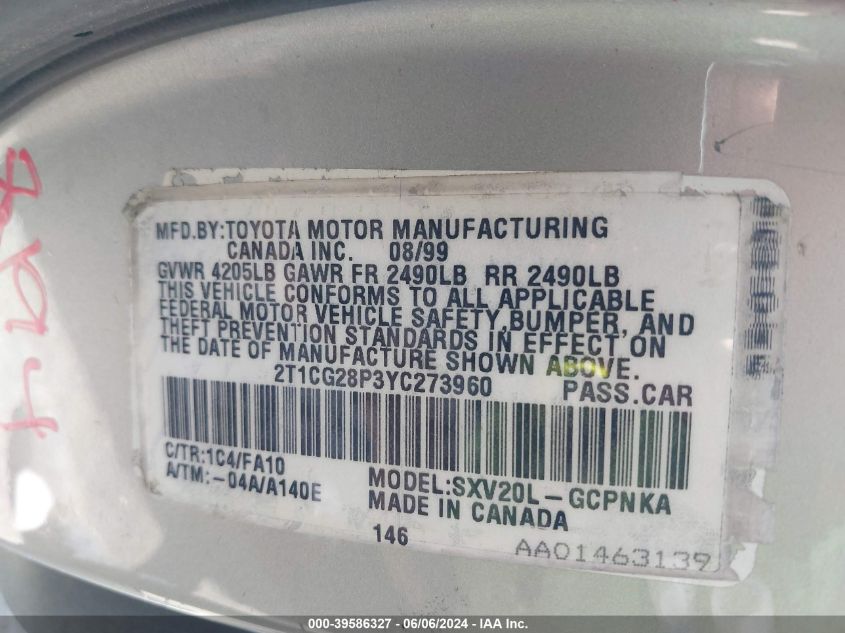 MFD.BY:TOYOTA MOTOR MANUFACTURING
CANADA INC. 08/99
GVWR 4205LB GAWR FR 2490LB RR 2490LB
THIS VEHICLE CONFORMS TO ALL APPLICABLE
FEDERAL MOTOR VEHICLE SAFETY,BUMPER, AND
THEFT PREVENTION STANDARDS IN EFFECT ON
THE DATE OF MANUFACTURE SHOWN ABOVE.
2T1CG28P3YC273960 PASS.CAR
C/TR:1C4/FA10
A/TM:-04A/A140E
MODEL:SXV20L-GCPNKA
MADE IN CANADA
146
AA01463139
000-39586327 - 06/06/2024 - IAA Inc.